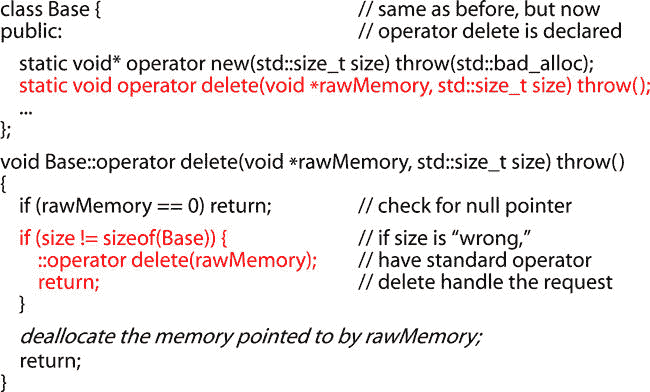 class Base { // same as before, but now
public: // operator delete is declared
static void* operator new(std::size_t size) throw(std::bad_alloc);
static void operator delete(void *rawMemory, std::size_t size) throw();
...
};
void Base::operator delete(void *rawMemory, std::size_t size) throw()
{
if (rawMemory == 0) return; // check for null pointer
if (size != sizeof(Base)) { // if size is “wrong,”
::operator delete(rawMemory); // have standard operator
return; // delete handle the request
}
deallocate the memory pointed to by rawMemory;
return;
}